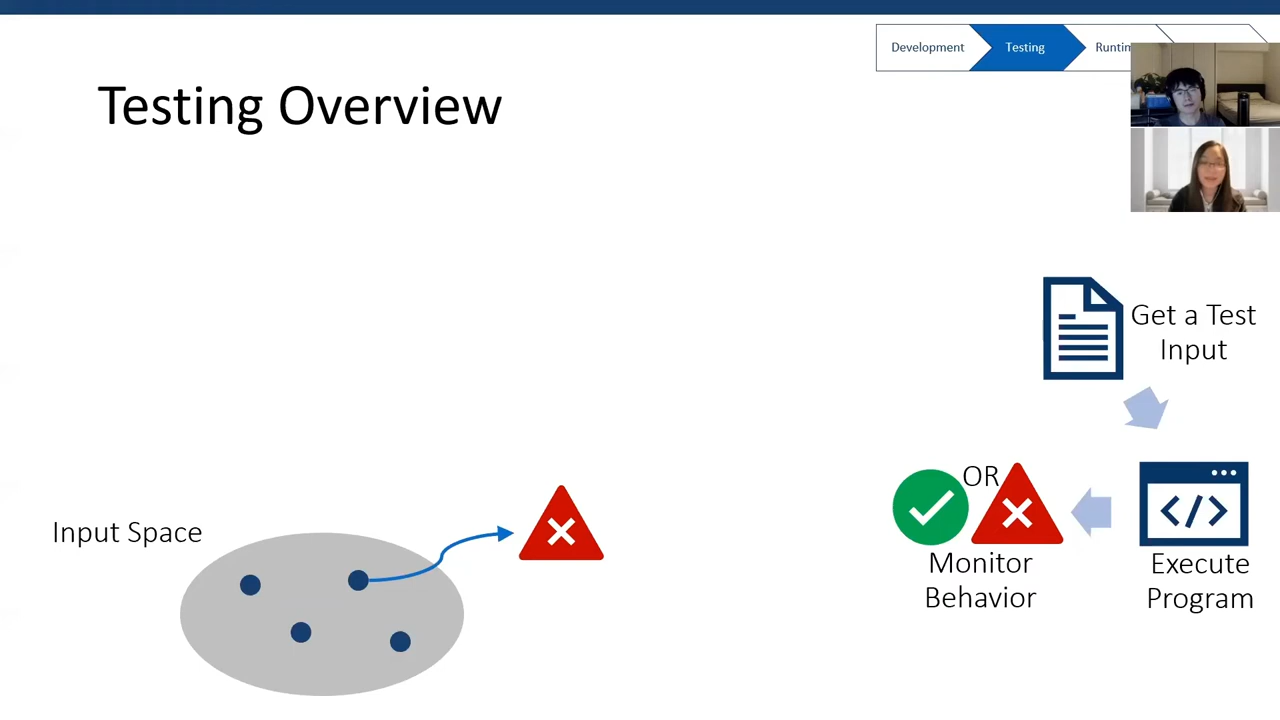 Development
Testing
Testing Overview
Get a Test
Input
OR
Input Space
Monitor
Behavior
Execute
Program